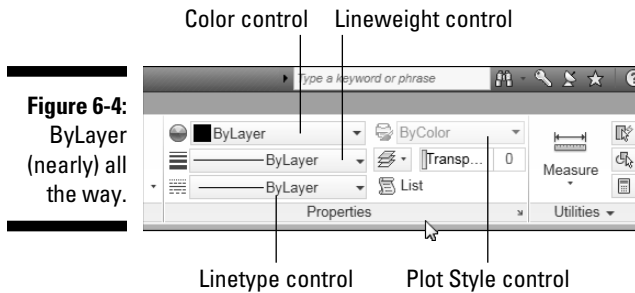 Color control Lineweight control
Type a keyword or phrase
Figure 6-4:
ByLayer
(nearly) all
the way.
ByLayer ByColor
ByLayer Transp... 0
ByLayer List
Measure
Properties Utilities
Linetype control Plot Style control